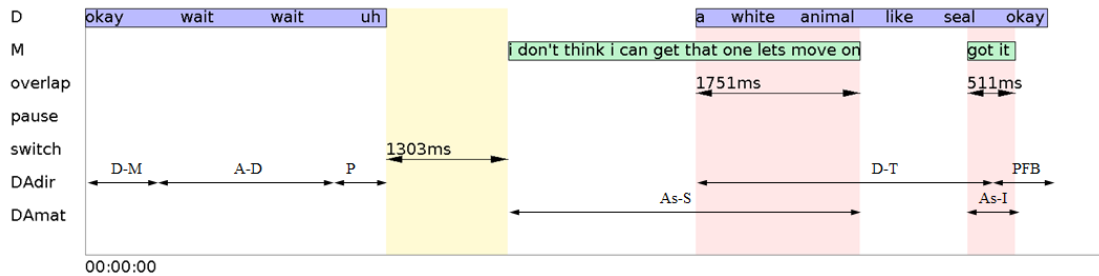 D okay wait wait uh a white animal like seal okay
M i don't think i can get that one lets move on got it
overlap 1751ms 511ms
pause
switch 1303ms
DAdir D-M A-D P D-T PFB
DAmat As-S As-I
00:00:00